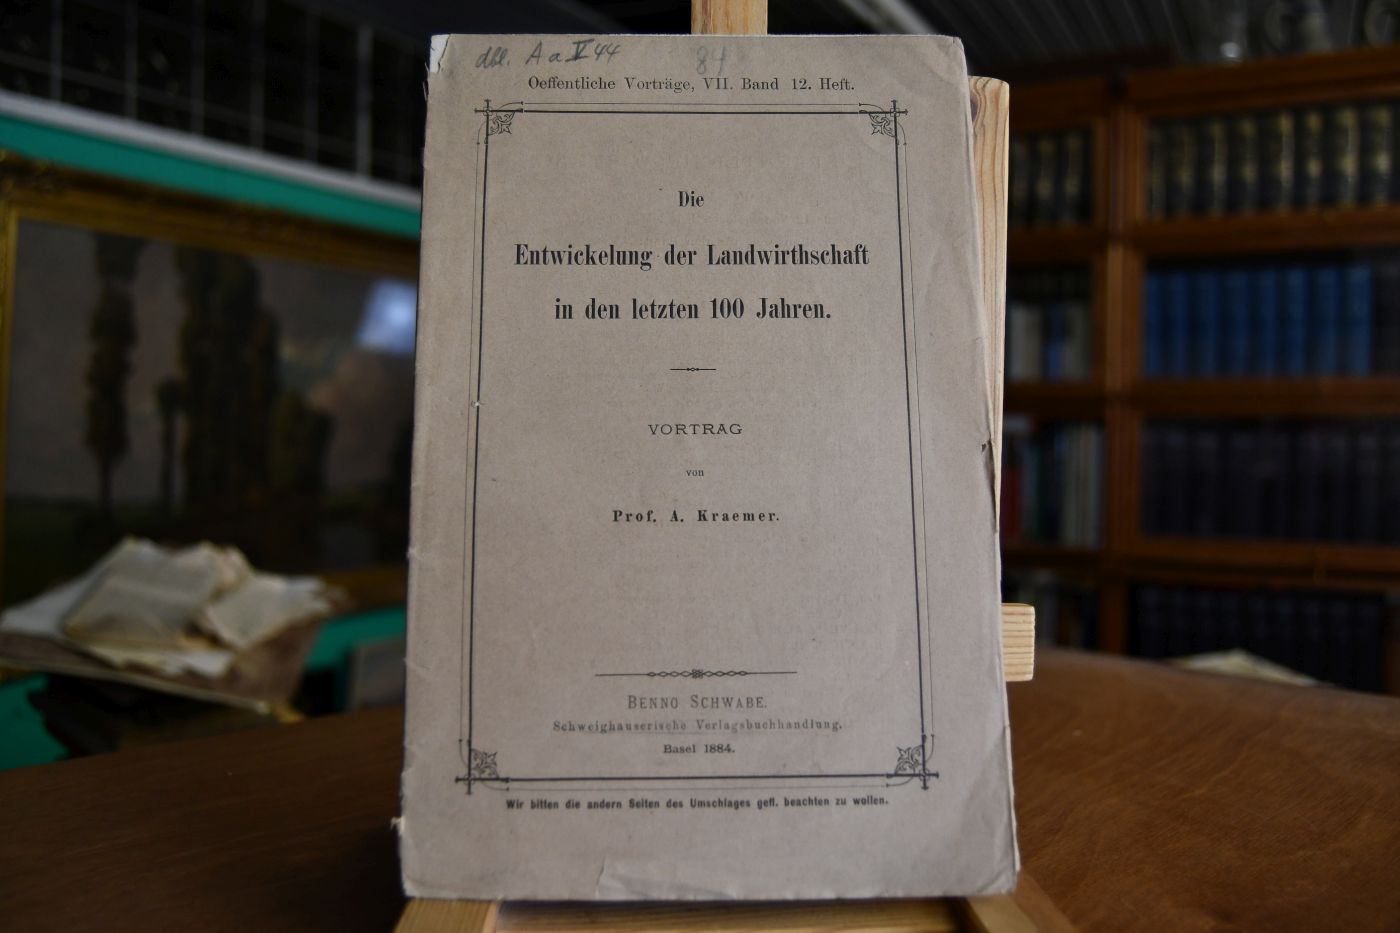 dbl. A a V 44 84
Oeffentliche Vorträge, VII. Band 12. Heft.
Die
Entwickelung der Landwirthschaft
in den letzten 100 Jahren.
VORTRAG
von
Prof. A. Kraemer.
BENNO SCHWABE.
Schweighauserische Verlagsbuchhandlung.
Basel 1884.
Wir bitten die andern Seiten des Umschlages gefl. beachten zu wollen.